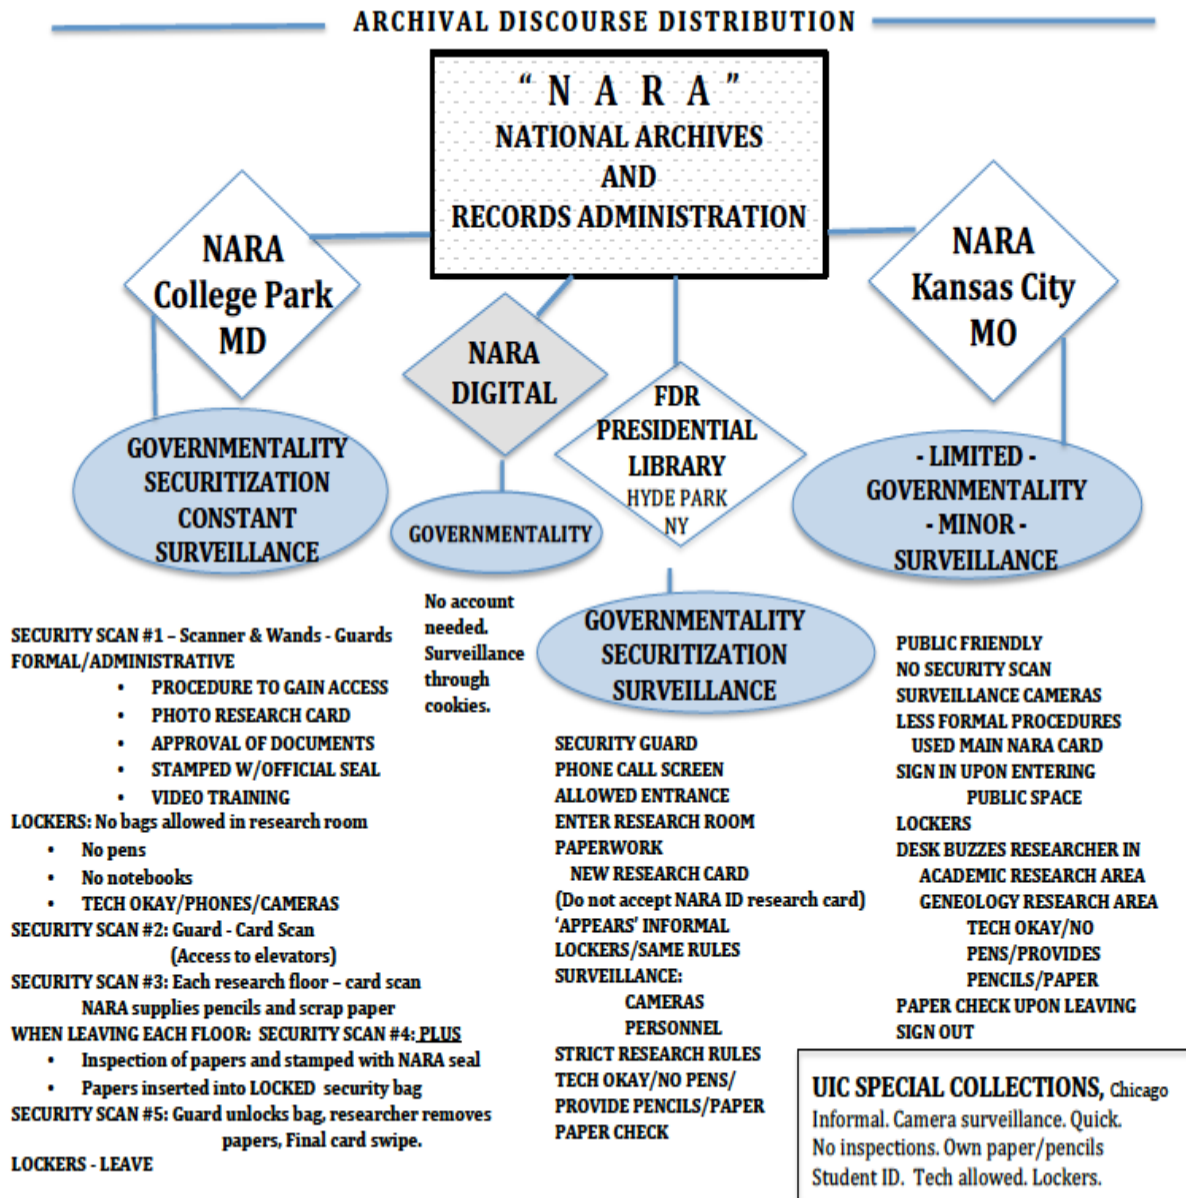 ARCHIVAL DISCOURSE DISTRIBUTION
“ N A R A ”
NATIONAL ARCHIVES
AND
RECORDS ADMINISTRATION
NARA
College Park
MD
NARA
DIGITAL
FDR
PRESIDENTIAL
LIBRARY
HYDE PARK
NY
NARA
Kansas City
MO
GOVERNMENTALITY
SECURITIZATION
CONSTANT
SURVEILLANCE
GOVERNMENTALITY
GOVERNMENTALITY
SECURITIZATION
SURVEILLANCE
- LIMITED -
GOVERNMENTALITY
- MINOR -
SURVEILLANCE
SECURITY SCAN #1 – Scanner & Wands - Guards
FORMAL/ADMINISTRATIVE
• PROCEDURE TO GAIN ACCESS
• PHOTO RESEARCH CARD
• APPROVAL OF DOCUMENTS
• STAMPED W/OFFICIAL SEAL
• VIDEO TRAINING
LOCKERS: No bags allowed in research room
• No pens
• No notebooks
• TECH OKAY/PHONES/CAMERAS
SECURITY SCAN #2: Guard - Card Scan
(Access to elevators)
SECURITY SCAN #3: Each research floor – card scan
NARA supplies pencils and scrap paper
WHEN LEAVING EACH FLOOR: SECURITY SCAN #4: PLUS
• Inspection of papers and stamped with NARA seal
• Papers inserted into LOCKED security bag
SECURITY SCAN #5: Guard unlocks bag, researcher removes
papers, Final card swipe.
LOCKERS - LEAVE
No account
needed.
Surveillance
through
cookies.
SECURITY GUARD
PHONE CALL SCREEN
ALLOWED ENTRANCE
ENTER RESEARCH ROOM
PAPERWORK
NEW RESEARCH CARD
(Do not accept NARA ID research card)
‘APPEARS’ INFORMAL
LOCKERS/SAME RULES
SURVEILLANCE:
CAMERAS
PERSONNEL
STRICT RESEARCH RULES
TECH OKAY/NO PENS/
PROVIDE PENCILS/PAPER
PAPER CHECK
PUBLIC FRIENDLY
NO SECURITY SCAN
SURVEILLANCE CAMERAS
LESS FORMAL PROCEDURES
USED MAIN NARA CARD
SIGN IN UPON ENTERING
PUBLIC SPACE
LOCKERS
DESK BUZZES RESEARCHER IN
ACADEMIC RESEARCH AREA
GENEOLOGY RESEARCH AREA
TECH OKAY/NO
PENS/PROVIDES
PENCILS/PAPER
PAPER CHECK UPON LEAVING
SIGN OUT
UIC SPECIAL COLLECTIONS, Chicago
Informal. Camera surveillance. Quick.
No inspections. Own paper/pencils
Student ID. Tech allowed. Lockers.